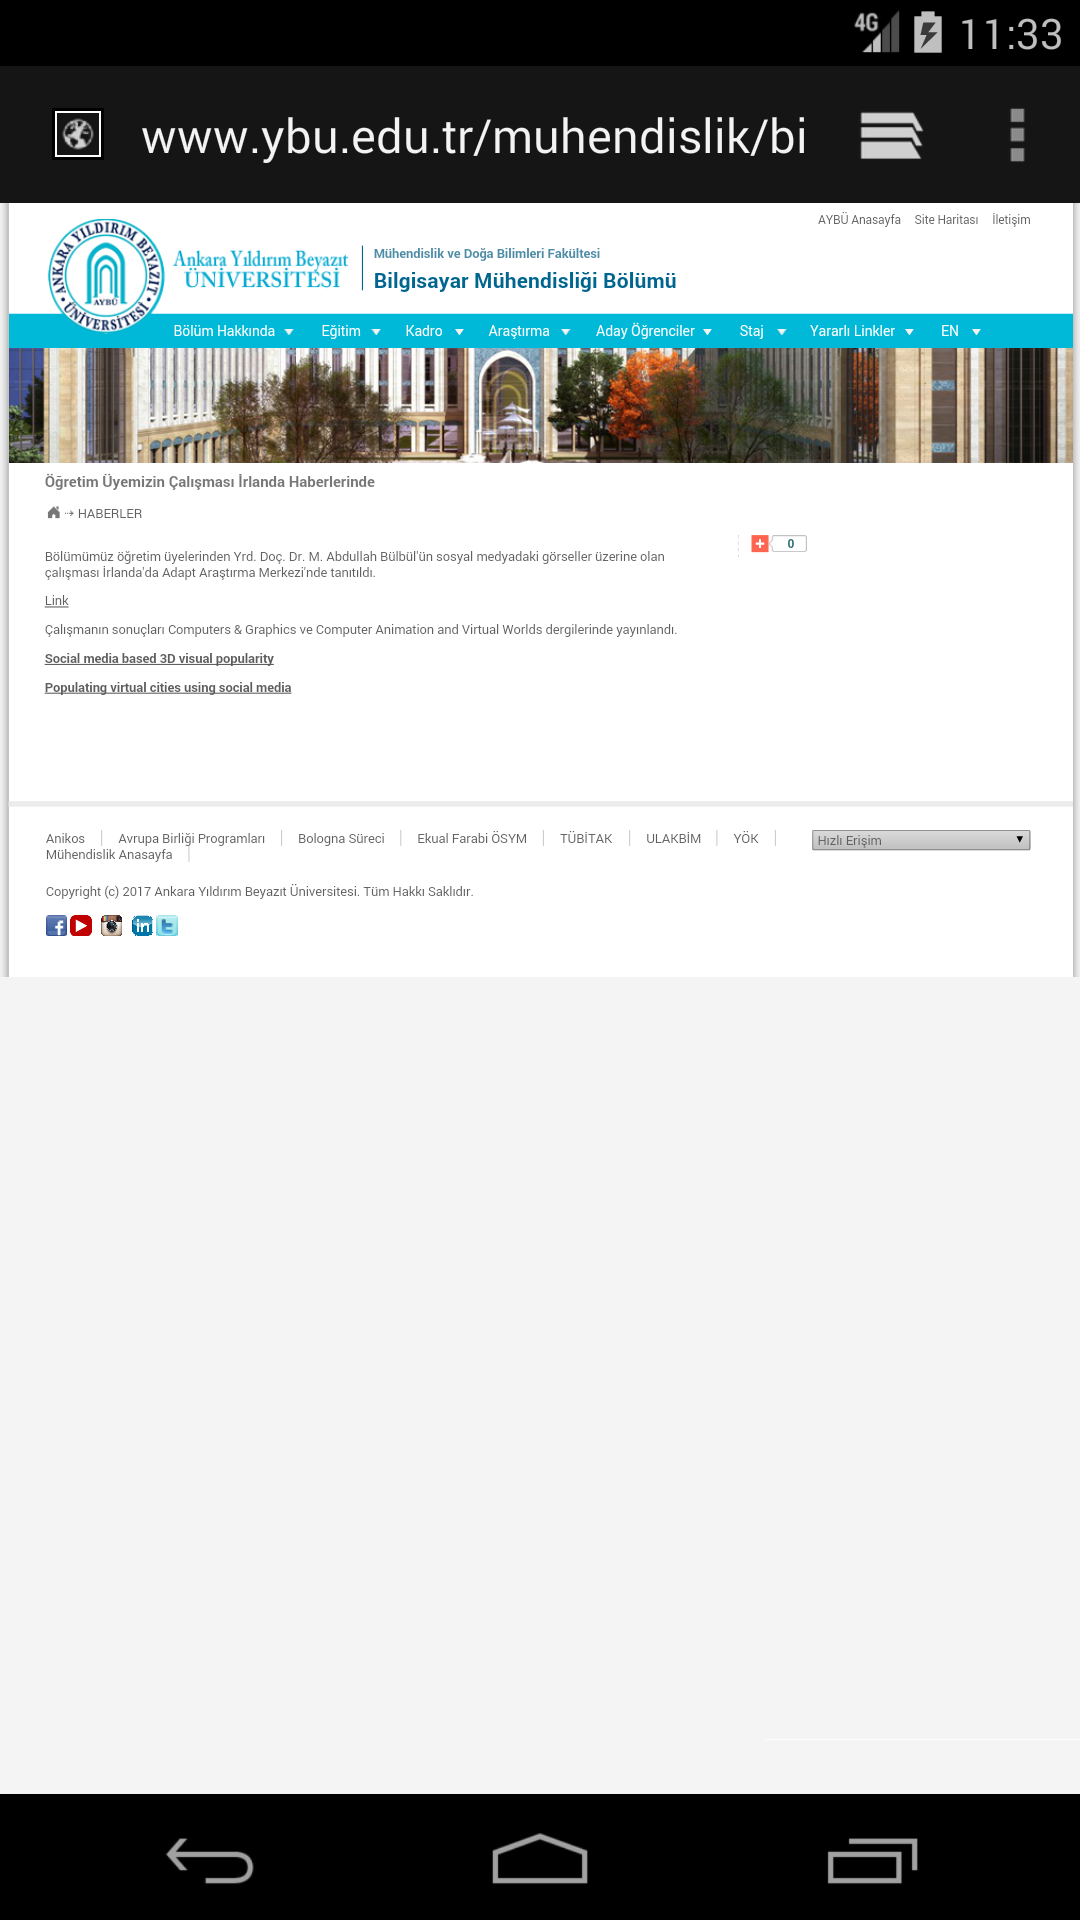 4G 11:33
www.ybu.edu.tr/muhendislik/bi
AYBÜ Anasayfa Site Haritası İletişim
ANKARA YILDIRIM BEYAZIT ÜNİVERSİTESİ
AYBÜ
Ankara Yıldırım Beyazıt
ÜNİVERSİTESİ
Mühendislik ve Doğa Bilimleri Fakültesi
Bilgisayar Mühendisliği Bölümü
Bölüm Hakkında Eğitim Kadro Araştırma Aday Öğrenciler Staj Yararlı Linkler EN
Öğretim Üyemizin Çalışması İrlanda Haberlerinde
HABERLER
0
Bölümümüz öğretim üyelerinden Yrd. Doç. Dr. M. Abdullah Bülbül'ün sosyal medyadaki görseller üzerine olan
çalışması İrlanda'da Adapt Araştırma Merkezi'nde tanıtıldı.
Link
Çalışmanın sonuçları Computers & Graphics ve Computer Animation and Virtual Worlds dergilerinde yayınlandı.
Social media based 3D visual popularity
Populating virtual cities using social media
Anikos Avrupa Birliği Programları Bologna Süreci Ekual Farabi ÖSYM TÜBİTAK ULAKBİM YÖK Hızlı Erişim
Mühendislik Anasayfa
Copyright (c) 2017 Ankara Yıldırım Beyazıt Üniversitesi. Tüm Hakkı Saklıdır.